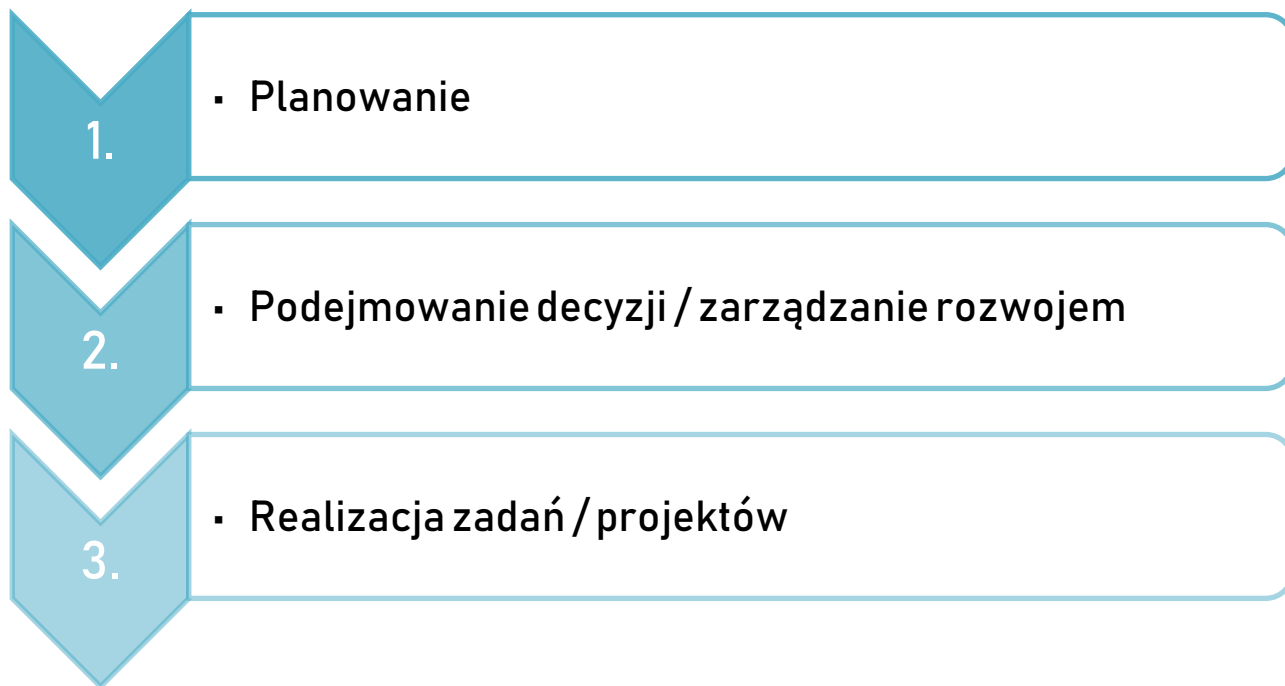 1.
▪ Planowanie
2.
▪ Podejmowanie decyzji / zarządzanie rozwojem
3.
▪ Realizacja zadań / projektów